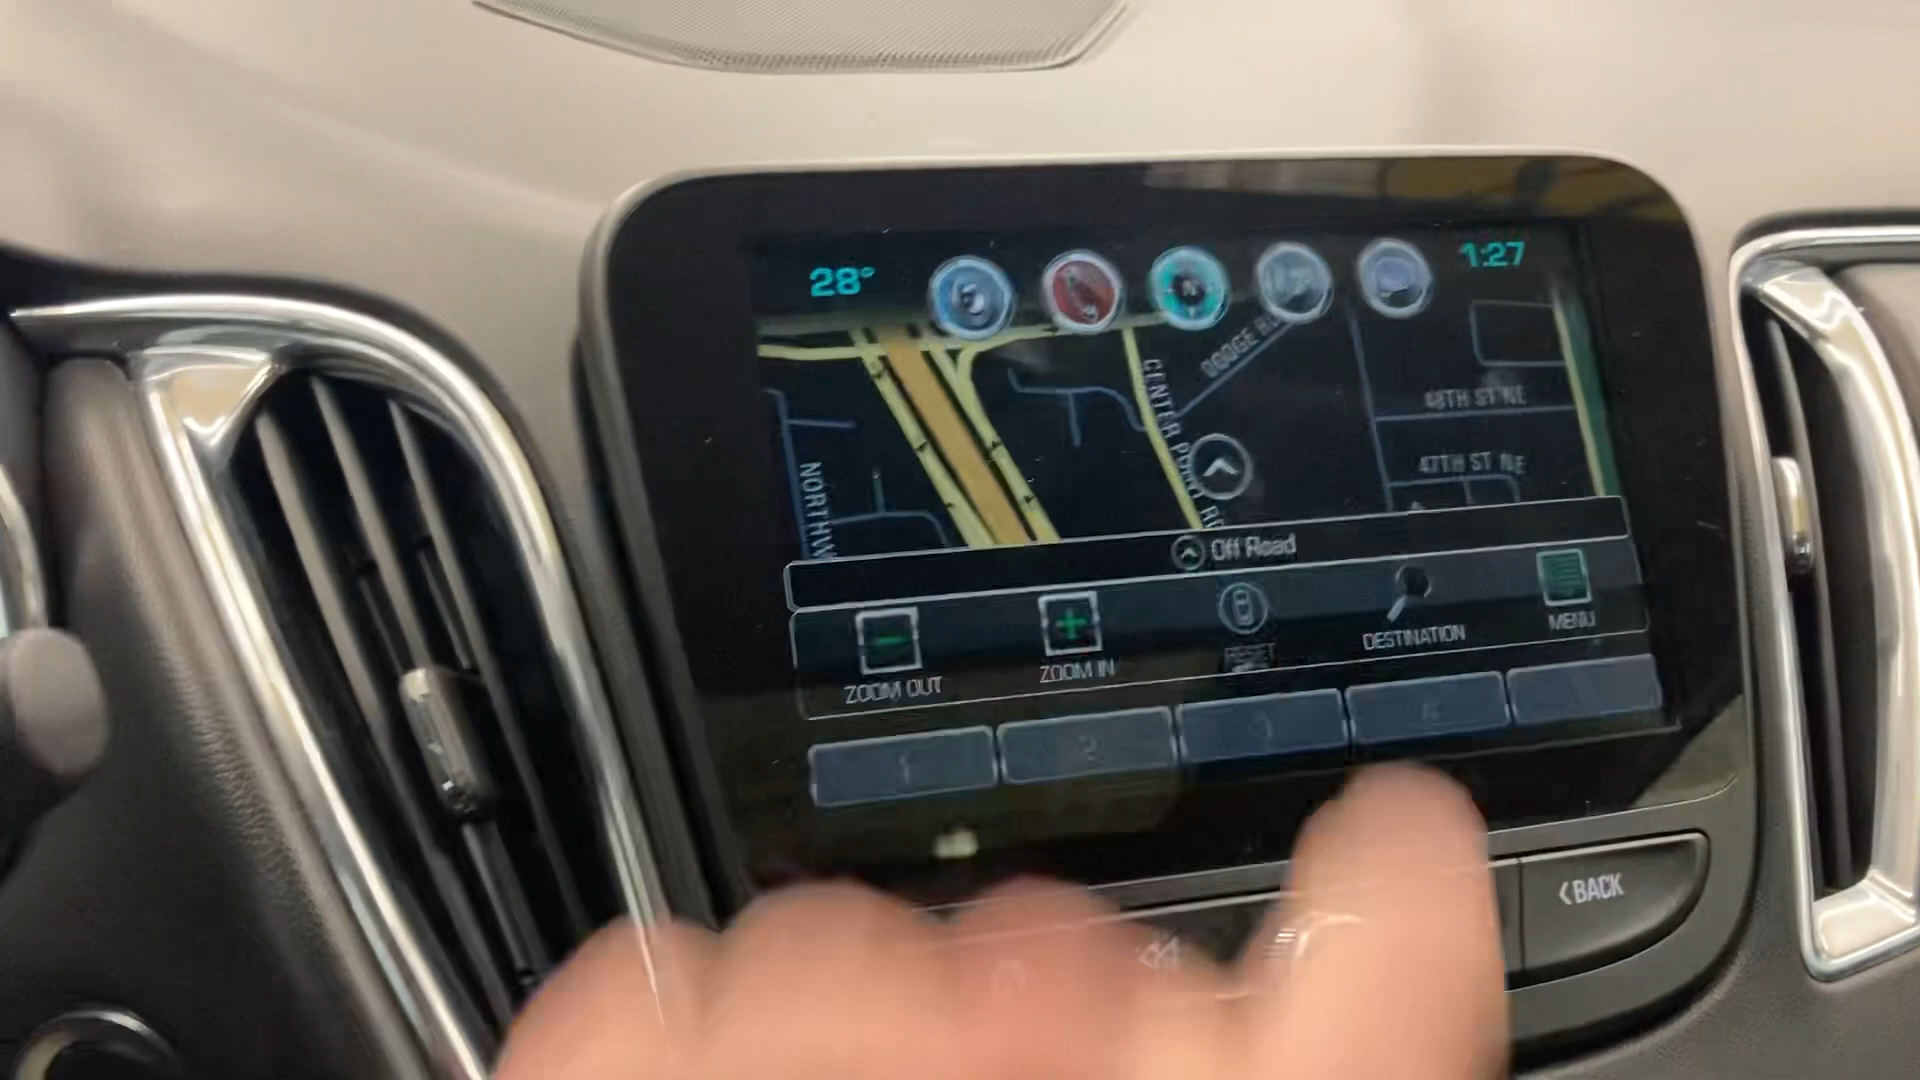 28°
1:27
N
DODGE BL
CENTER POINT RD
48TH ST NE
47TH ST NE
NORTHW
Off Road
ZOOM OUT
ZOOM IN
RESET
DESTINATION
MENU
1
2
BACK